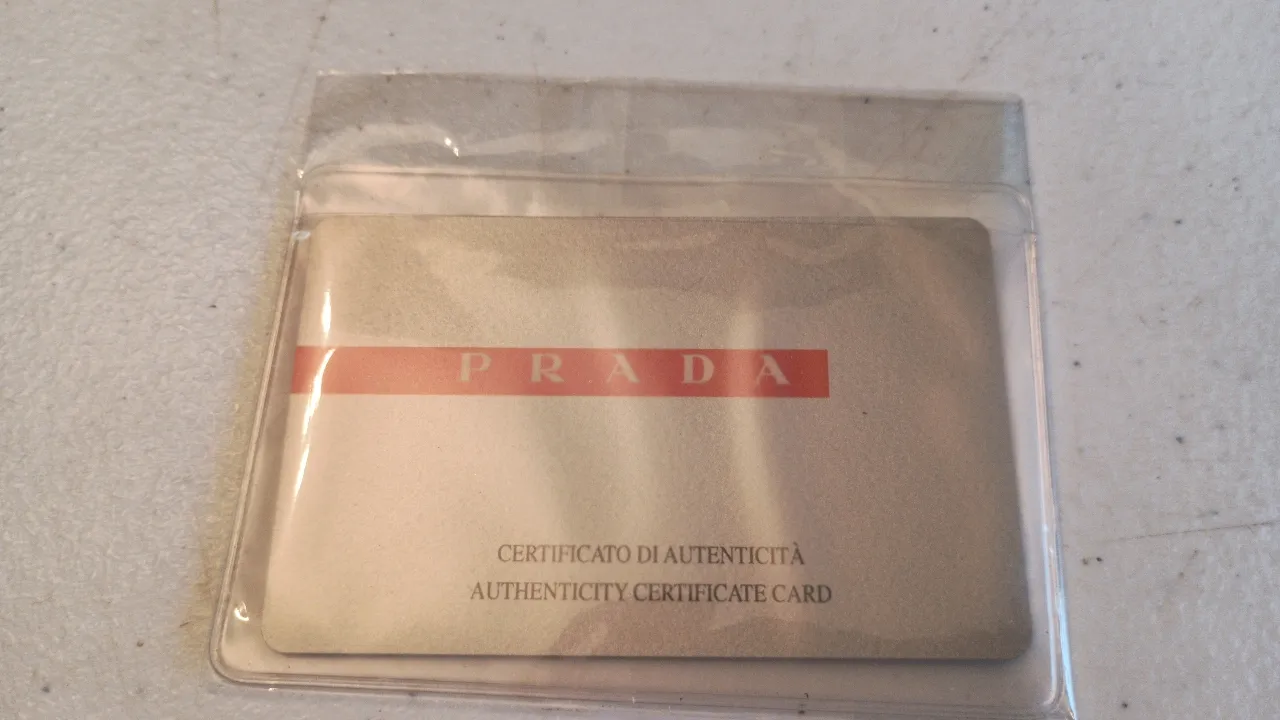 PRADA
CERTIFICATO DI AUTENTICITÀ
AUTHENTICITY CERTIFICATE CARD